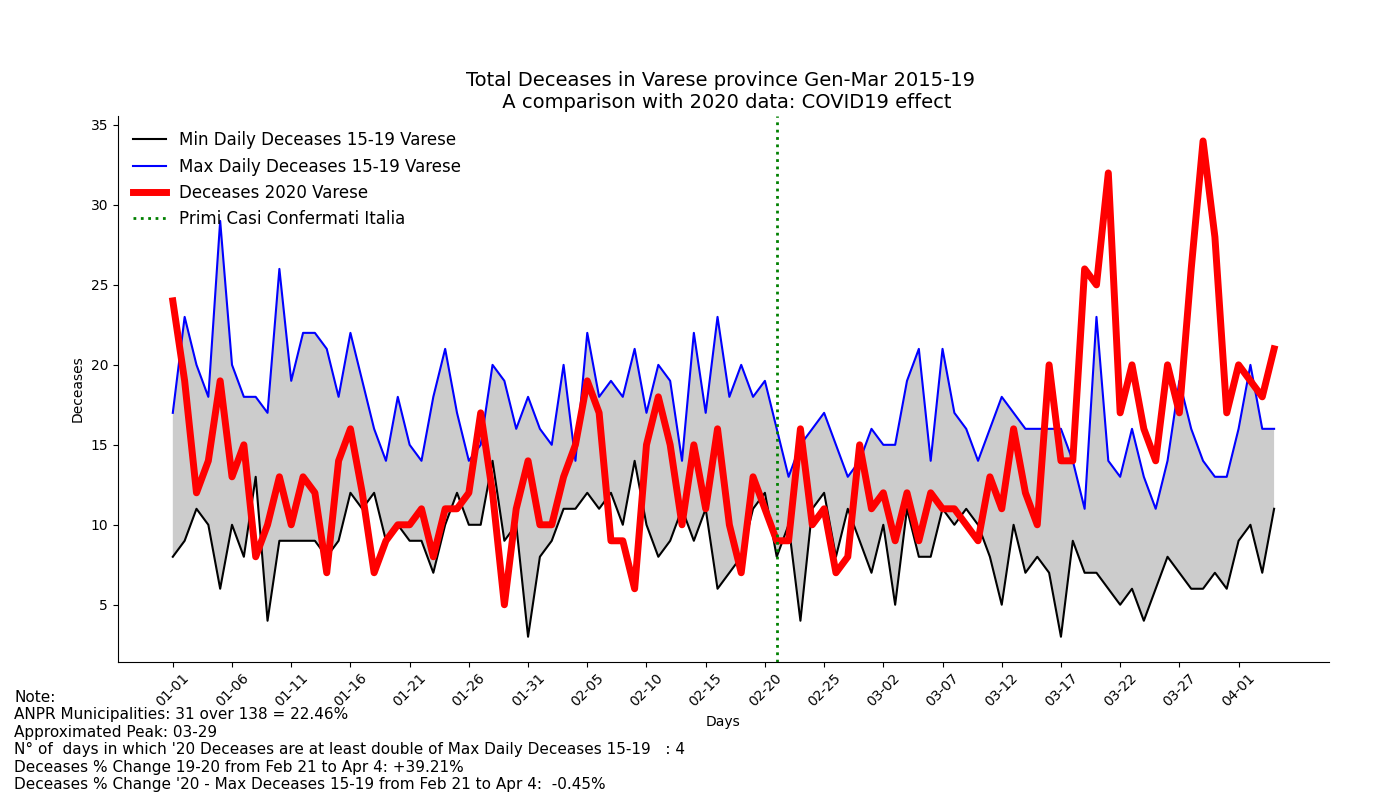 Total Deceases in Varese province Gen-Mar 2015-19
A comparison with 2020 data: COVID19 effect
35
30
25
20
15
10
5
Deceases
Min Daily Deceases 15-19 Varese
Max Daily Deceases 15-19 Varese
Deceases 2020 Varese
Primi Casi Confermati Italia
01-01
01-06
01-11
01-16
01-21
01-26
01-31
02-05
02-10
02-15
02-20
02-25
03-02
03-07
03-12
03-17
03-22
03-27
04-01
Days
Note:
ANPR Municipalities: 31 over 138 = 22.46%
Approximated Peak: 03-29
N° of  days in which '20 Deceases are at least double of Max Daily Deceases 15-19   : 4
Deceases % Change 19-20 from Feb 21 to Apr 4: +39.21%
Deceases % Change '20 - Max Deceases 15-19 from Feb 21 to Apr 4:  -0.45%